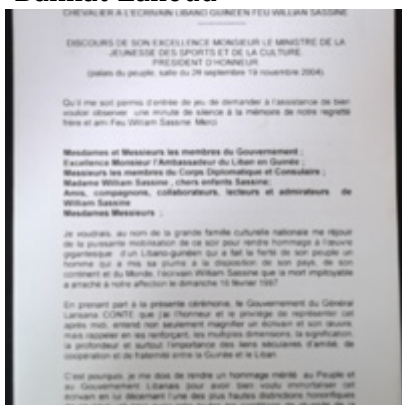 CHEVALIER A L'ECRIVAIN LIBANO GUINEEN FEU WILLIAN SASSINE
DISCOURS DE SON EXCELLENCE MONSIEUR LE MINISTRE DE LA
JEUNESSE DES SPORTS ET DE LA CULTURE.
PRESIDENT D'HONNEUR.
(palais du peuple, salle du 28 septembre 19 novembre 2004)
Qu'il me soit permis d'entrée de jeu de demander à l'assistance de bien
vouloir observer une minute de silence à la mémoire de notre regretté
frère et ami Feu William Sassine Merci
Mesdames et Messieurs les membres du Gouvernement ;
Excellence Monsieur l'Ambassadeur du Liban en Guinée ;
Messieurs les membres du Corps Diplomatique et Consulaire ;
Madame William Sassine , chers enfants Sassine;
Amis, compagnons, collaborateurs, lecteurs et admirateurs de
William Sassine
Mesdames Messieurs ;
Je voudrais, au nom de la grande famille culturelle nationale me réjouir
de la puissante mobilisation de ce soir pour rendre hommage à l'œuvre
gigantesque d'un Libano-guinéen qui a fait la fierté de son peuple un
homme qui a mis sa plume à la disposition de son pays, de son
continent et du Monde, l'écrivain William Sassine que la mort impitoyable
a arraché à notre affection le dimanche 16 février 1997
En prenant part à la présente cérémonie, le Gouvernement du Général
Lansana CONTE que j'ai l'honneur et le privilège de représenter cet
après midi, entend non seulement magnifier un écrivain et son œuvre,
mais rappeler en les renforçant, les multiples dimensions, la signification,
la profondeur et surtout l'importance des liens séculaires d'amitié, de
coopération et de fraternité entre la Guinée et le Liban.
C'est pourquoi, je me dois de rendre un hommage mérité au Peuple et
au Gouvernement Libanais pour avoir bien voulu immortaliser cet
écrivain en lui décernant l'une des plus hautes distinctions honorifiques